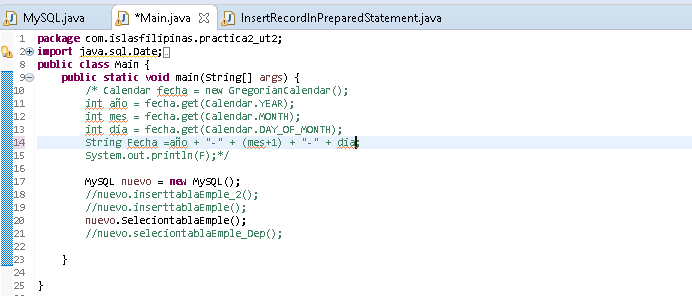 MySQL.java
*Main.java
InsertRecordInPreparedStatement.java
1 package com.islasfilipinas.practica2_ut2;
2 import java.sql.Date;
8 public class Main {
9 public static void main(String[] args) {
10 /* Calendar fecha = new GregorianCalendar();
11 int año = fecha.get(Calendar.YEAR);
12 int mes = fecha.get(Calendar.MONTH);
13 int dia = fecha.get(Calendar.DAY_OF_MONTH);
14 String Fecha =año + "-" + (mes+1) + "-" + dia;
15 System.out.println(F);*/
16
17 MySQL nuevo = new MySQL();
18 //nuevo.inserttablaEmple_2();
19 //nuevo.inserttablaEmple();
20 nuevo.SeleciontablaEmple();
21 //nuevo.seleciontablaEmple_Dep();
22
23 }
24
25 }